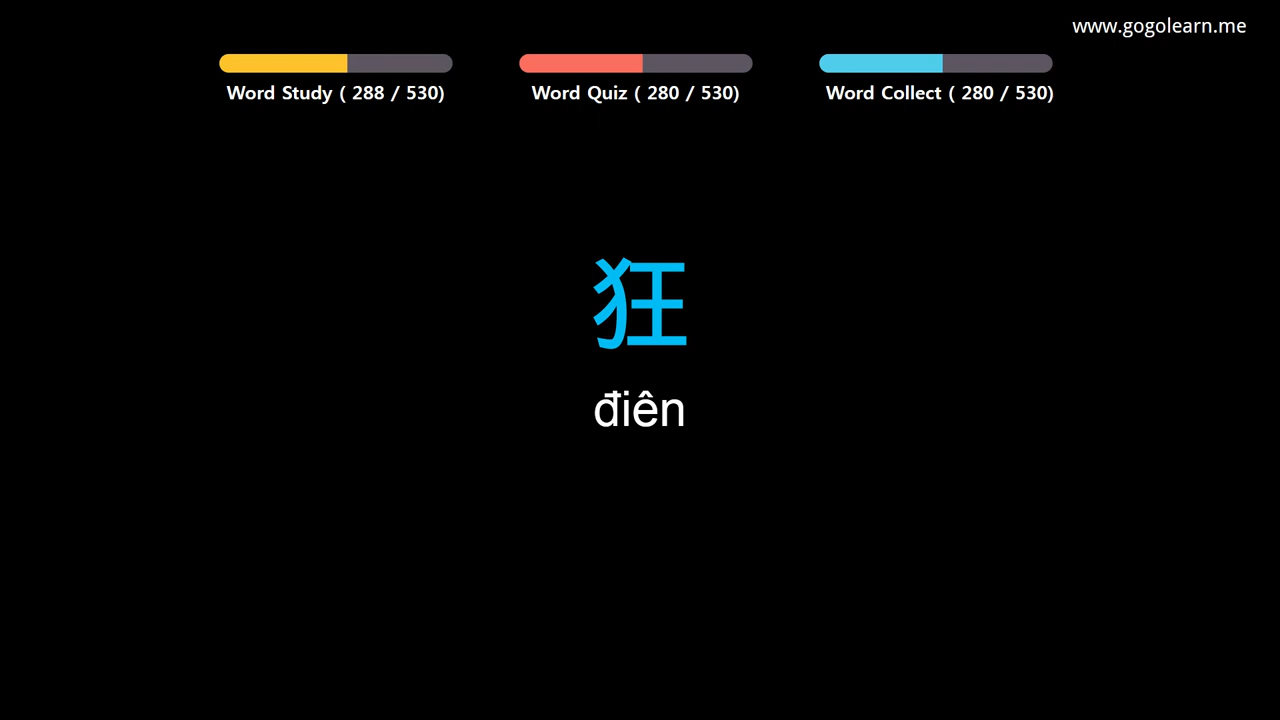 www.gogolearn.me
Word Study ( 288 / 530)
Word Quiz ( 280 / 530)
Word Collect ( 280 / 530)
狂
điên